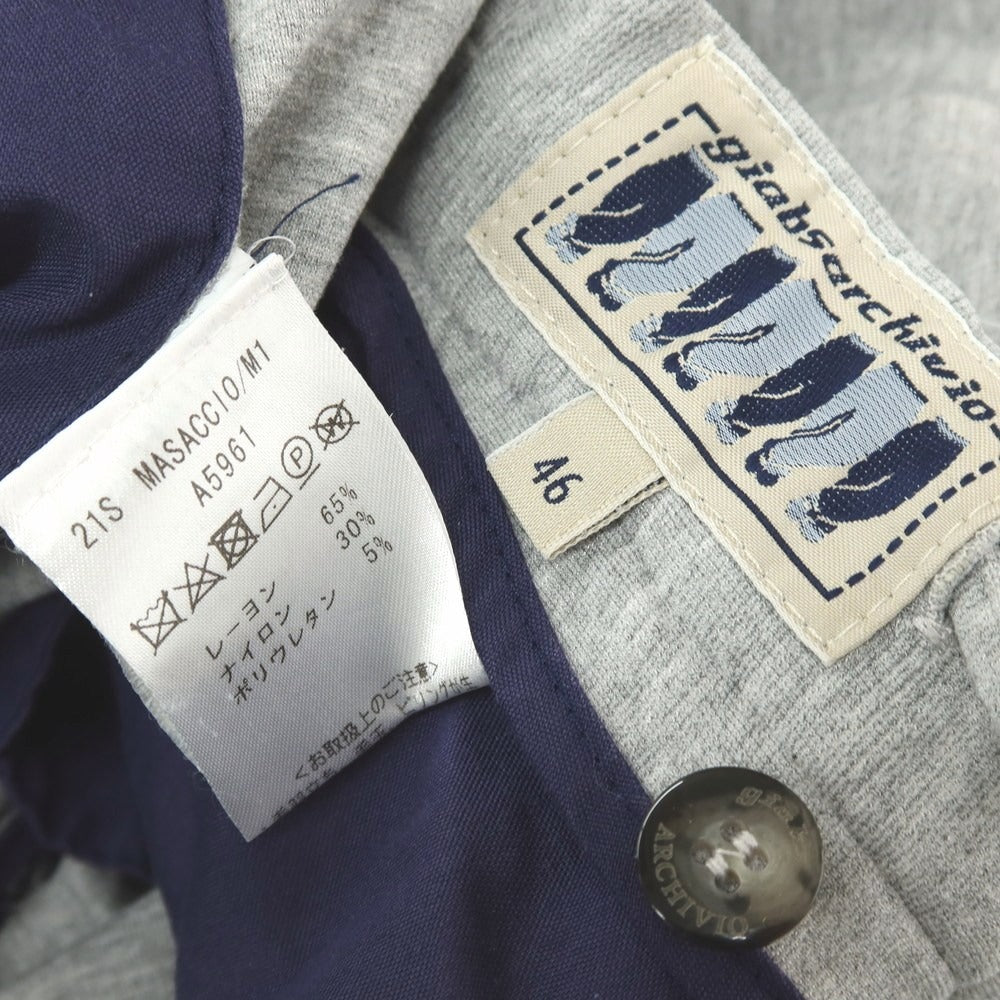 21S MASACCIO/M1
A5961
レーヨン 65%
ナイロン 30%
ポリウレタン 5%
<お取扱上のご注意>
giabsarchivio
46
giab
ARCHIVIO